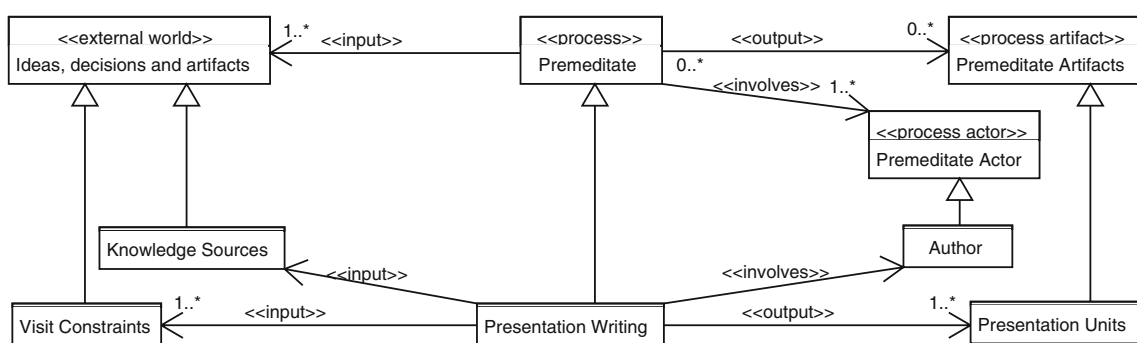 <<external world>>
Ideas, decisions and artifacts
1..*
<<input>>
<<process>>
Premeditate
0..*
<<output>>
0..*
<<process artifact>>
Premeditate Artifacts
<<involves>>
1..*
<<process actor>>
Premeditate Actor
Knowledge Sources
<<input>>
<<involves>>
Author
Visit Constraints
1..*
<<input>>
Presentation Writing
<<output>>
1..*
Presentation Units